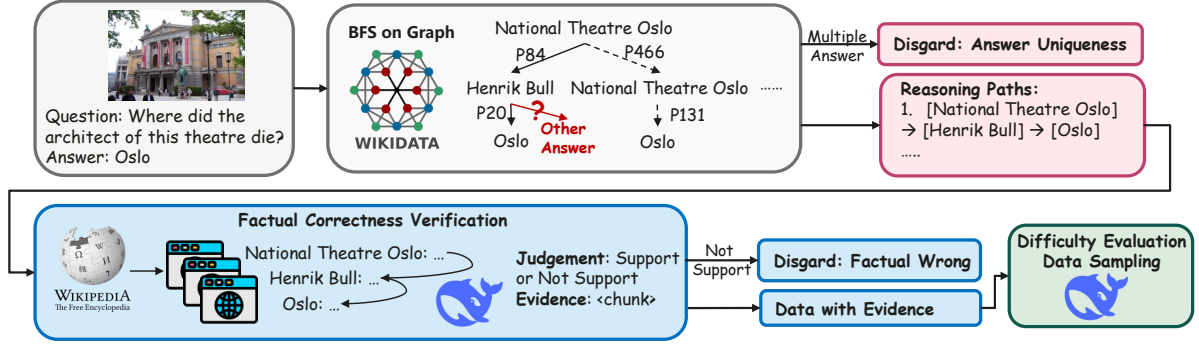 Question: Where did the
architect of this theatre die?
Answer: Oslo
BFS on Graph
WIKIDATA
National Theatre Oslo
P84
P466
Henrik Bull
National Theatre Oslo
......
P20
?
Other
Answer
P131
Oslo
Oslo
Multiple
Answer
Disgard: Answer Uniqueness
Reasoning Paths:
1. [National Theatre Oslo]
→ [Henrik Bull] → [Oslo]
.....
Factual Correctness Verification
WIKIPEDIA
The Free Encyclopedia
National Theatre Oslo: ...
Henrik Bull: ...
Oslo: ...
Judgement: Support
or Not Support
Evidence: <chunk>
Not
Support
Disgard: Factual Wrong
Data with Evidence
Difficulty Evaluation
Data Sampling